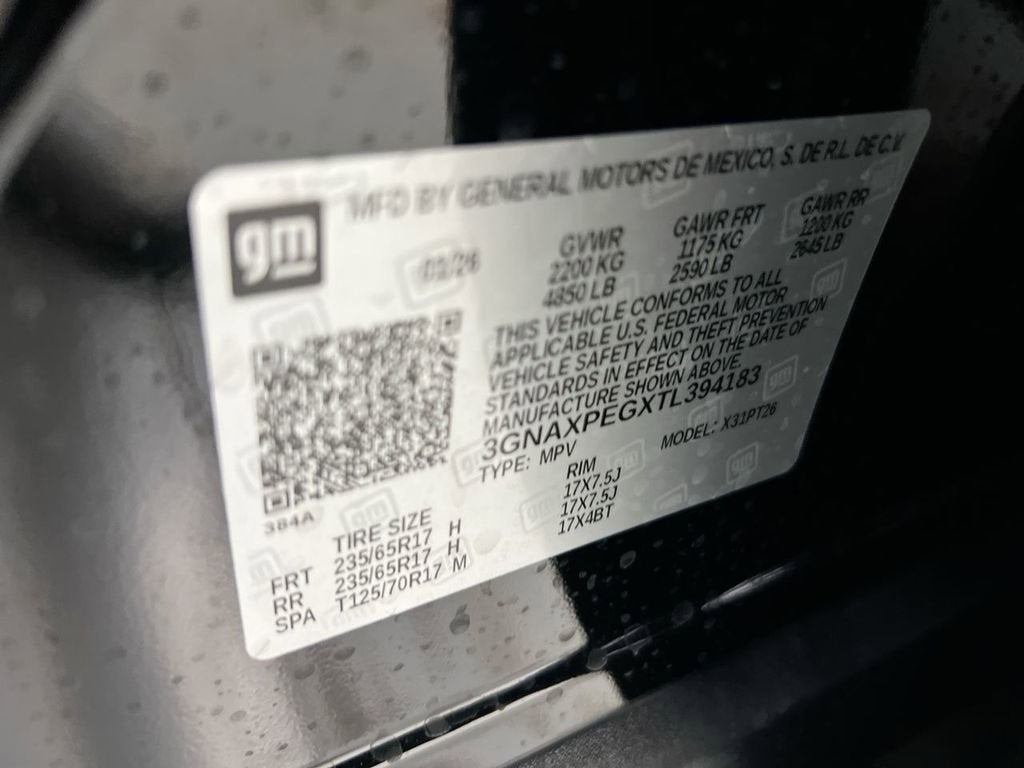 gm
MFD BY GENERAL MOTORS DE MEXICO, S. DE R.L. DE C.V.
01/26
GVWR
2200 KG
4850 LB
GAWR FRT
1175 KG
2590 LB
GAWR RR
1200 KG
2645 LB
THIS VEHICLE CONFORMS TO ALL
APPLICABLE U.S. FEDERAL MOTOR
VEHICLE SAFETY AND THEFT PREVENTION
STANDARDS IN EFFECT ON THE DATE OF
MANUFACTURE SHOWN ABOVE.
3GNAXPEGXTL394183
TYPE: MPV
MODEL: X31PT26
384A
TIRE SIZE
RIM
FRT 235/65R17 H 17X7.5J
RR 235/65R17 H 17X7.5J
SPA T125/70R17 M 17X4BT